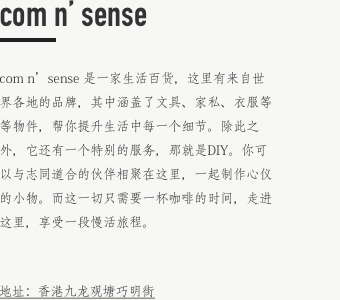 com n’ sense
com n’ sense 是一家生活百货，这里有来自世
界各地的品牌，其中涵盖了文具、家私、衣服等
等物件，帮你提升生活中每一个细节。除此之
外，它还有一个特别的服务，那就是DIY。你可
以与志同道合的伙伴相聚在这里，一起制作心仪
的小物。而这一切只需要一杯咖啡的时间，走进
这里，享受一段慢活旅程。
地址：香港九龙观塘巧明街